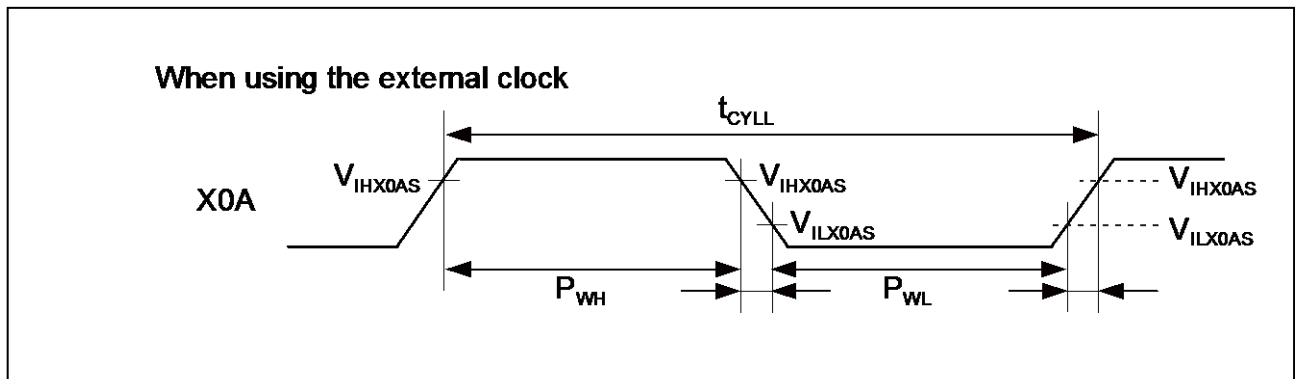 When using the external clock
tCYLL
VIHX0AS VIHX0AS VIHX0AS
X0A
VILX0AS VILX0AS
PWH PWL